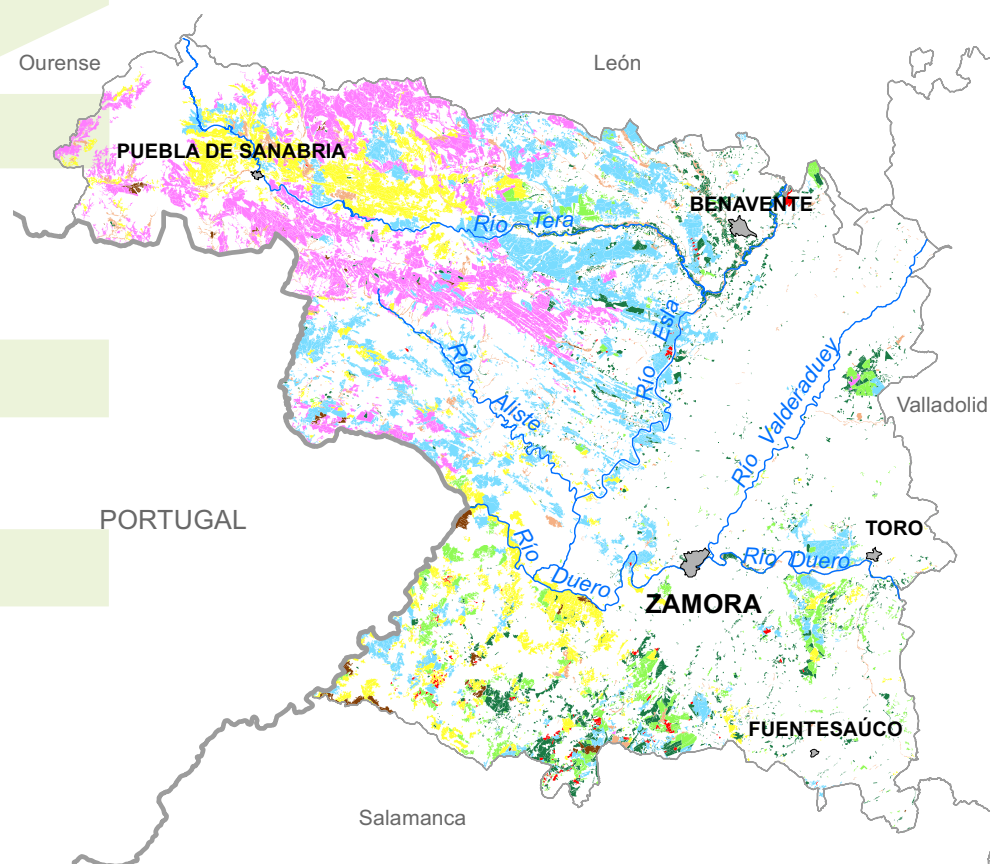 Ourense
León
PUEBLA DE SANABRIA
BENAVENTE
Río Tera
Río Esla
Río Aliste
Río Valderaduey
Valladolid
PORTUGAL
TORO
Río Duero
Río Duero
ZAMORA
FUENTESAÚCO
Salamanca